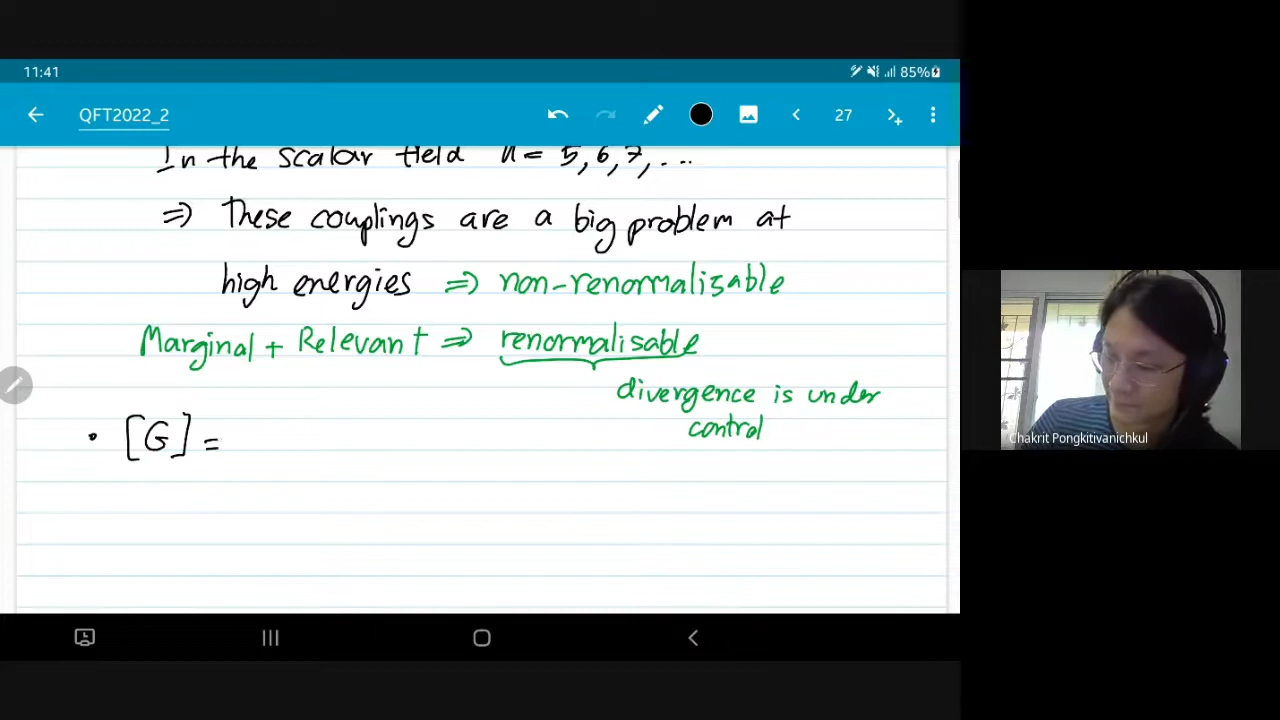 11:41
85%
QFT2022_2
27
In the scalar field n = 5, 6, 7, ...
⇒ These couplings are a big problem at
high energies ⇒ non-renormalisable
Marginal + Relevant ⇒ renormalisable
divergence is under
control
• [G] =
Chakrit Pongkitivanichkul